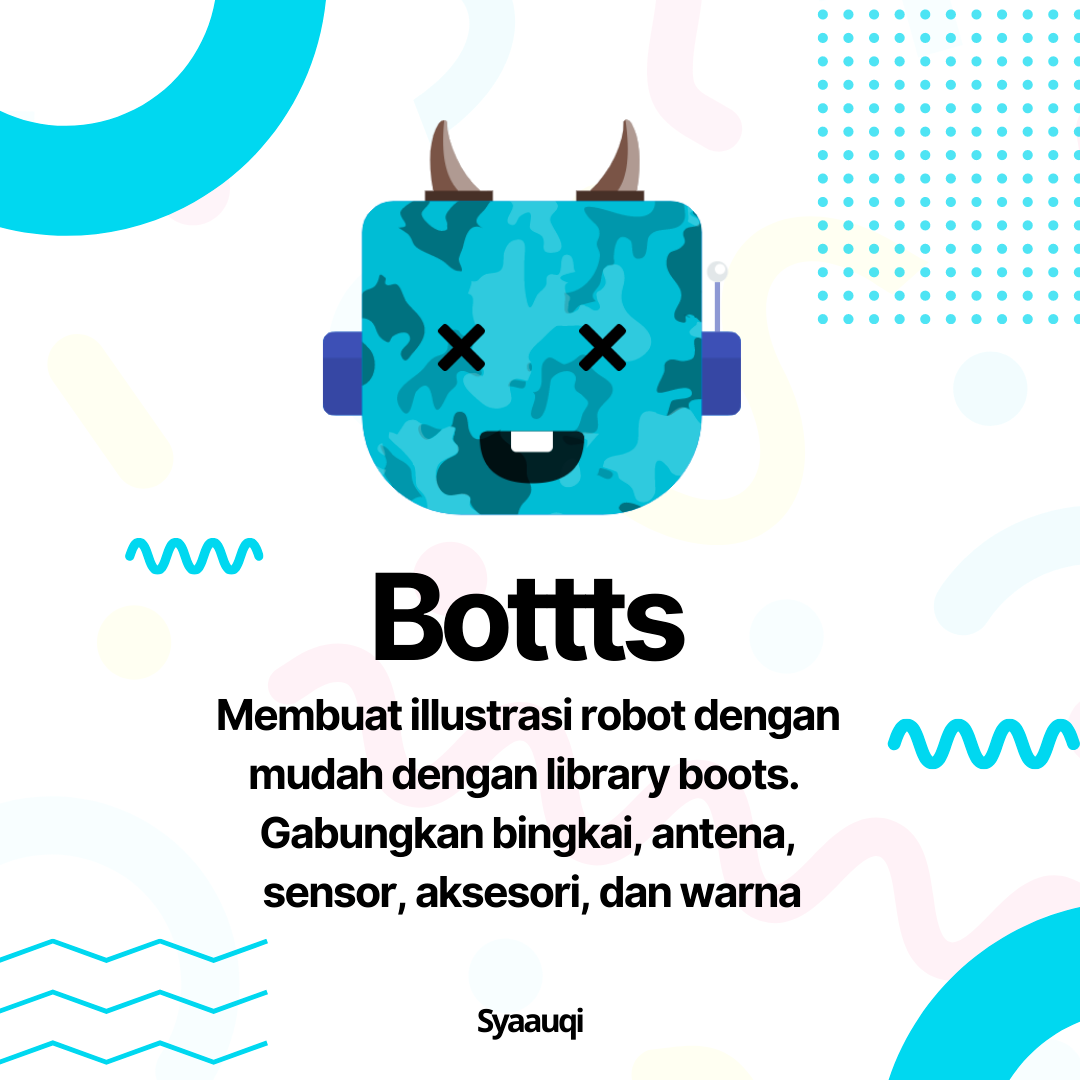 Bottts
Membuat illustrasi robot dengan
mudah dengan library boots.
Gabungkan bingkai, antena,
sensor, aksesori, dan warna
Syaauqi